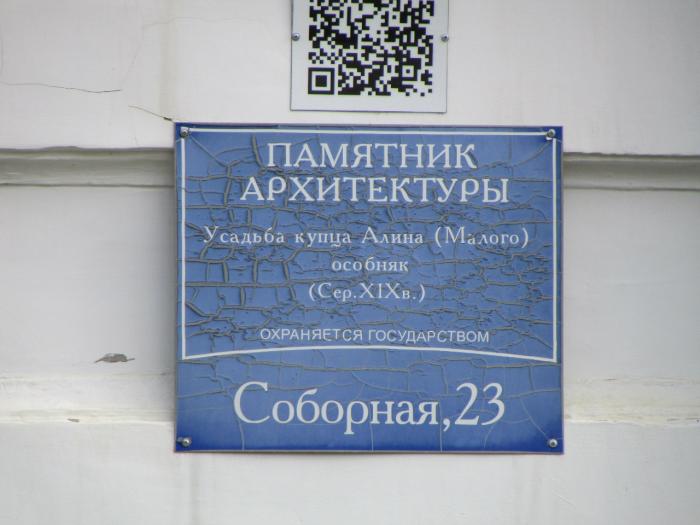 ПАМЯТНИК
АРХИТЕКТУРЫ
Усадьба купца Алина (Малого)
особняк
(Сер.XIXв.)
ОХРАНЯЕТСЯ ГОСУДАРСТВОМ
Соборная,23